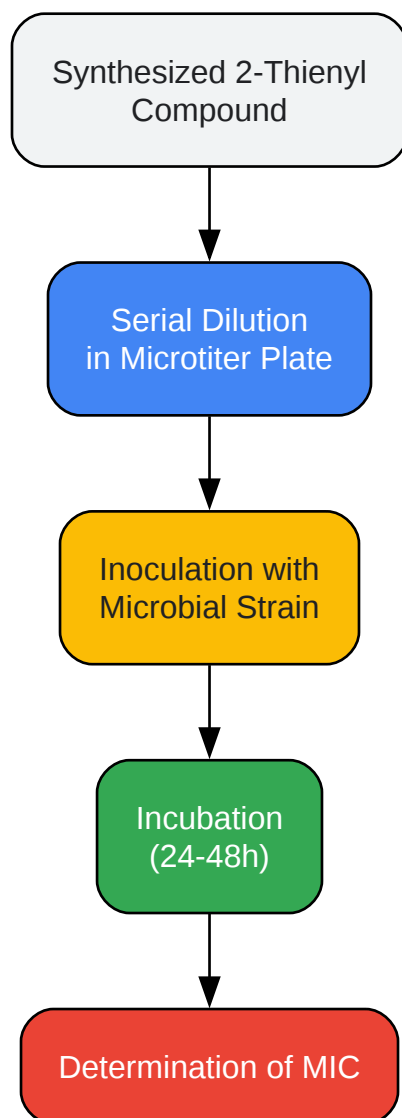 Synthesized 2-Thienyl
Compound
Serial Dilution
in Microtiter Plate
Inoculation with
Microbial Strain
Incubation
(24-48h)
Determination of MIC